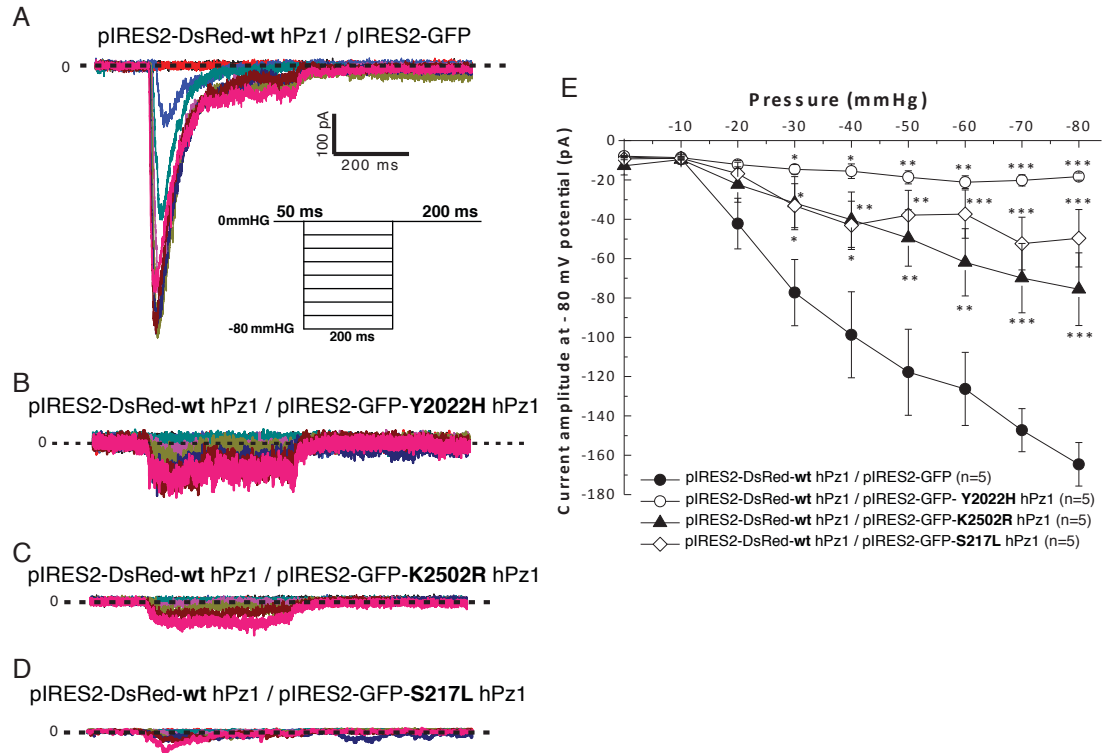 A
pIRES2-DsRed-wt hPz1 / pIRES2-GFP
0
100 pA
200 ms
50 ms
200 ms
0mmHG
-80 mmHG
200 ms
B
pIRES2-DsRed-wt hPz1 / pIRES2-GFP-Y2022H hPz1
0
C
pIRES2-DsRed-wt hPz1 / pIRES2-GFP-K2502R hPz1
0
D
pIRES2-DsRed-wt hPz1 / pIRES2-GFP-S217L hPz1
0
E
Pressure (mmHg)
-10 -20 -30 -40 -50 -60 -70 -80
Current amplitude at - 80 mV potential (pA)
0
-20
-40
-60
-80
-100
-120
-140
-160
-180
* * ** ** *** ***
* ** ** *** *** ***
* * ** ** *** ***
pIRES2-DsRed-wt hPz1 / pIRES2-GFP (n=5)
pIRES2-DsRed-wt hPz1 / pIRES2-GFP- Y2022H hPz1 (n=5)
pIRES2-DsRed-wt hPz1 / pIRES2-GFP-K2502R hPz1 (n=5)
pIRES2-DsRed-wt hPz1 / pIRES2-GFP-S217L hPz1 (n=5)